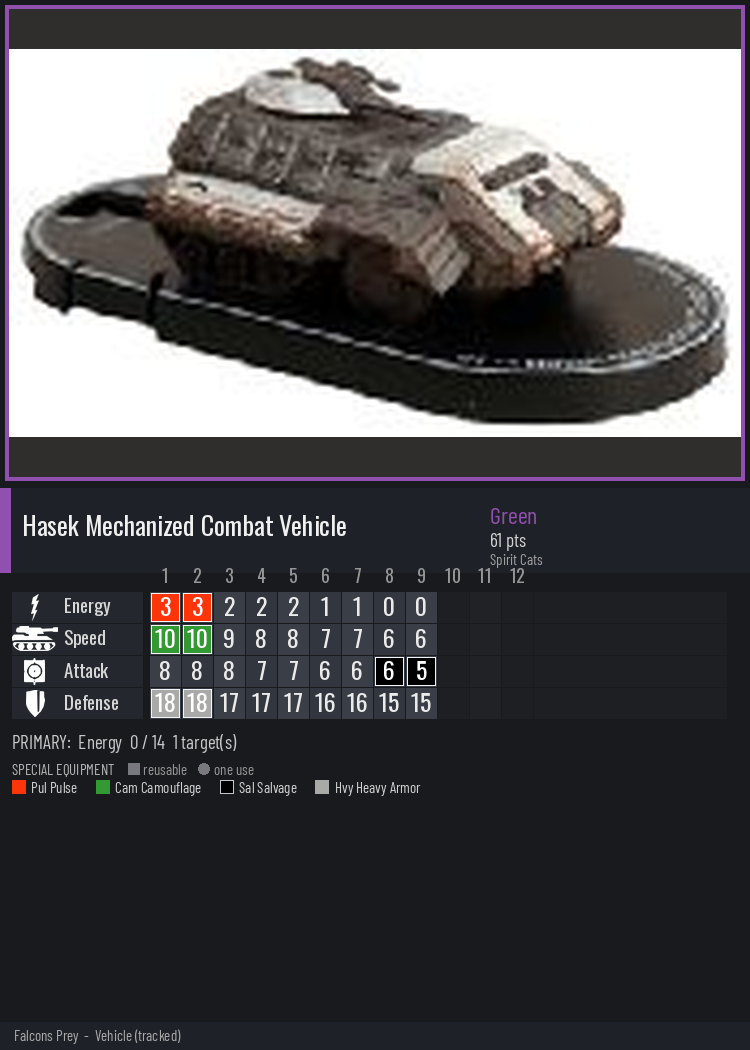 Hasek Mechanized Combat Vehicle
Green
61 pts
Spirit Cats
1 2 3 4 5 6 7 8 9 10 11 12
Energy 3 3 2 2 2 1 1 0 0
Speed 10 10 9 8 8 7 7 6 6
Attack 8 8 8 7 7 6 6 6 5
Defense 18 18 17 17 17 16 16 15 15
PRIMARY: Energy 0 / 14 1 target(s)
SPECIAL EQUIPMENT reusable one use
Pul Pulse Cam Camouflage Sal Salvage Hvy Heavy Armor
Falcons Prey - Vehicle (tracked)